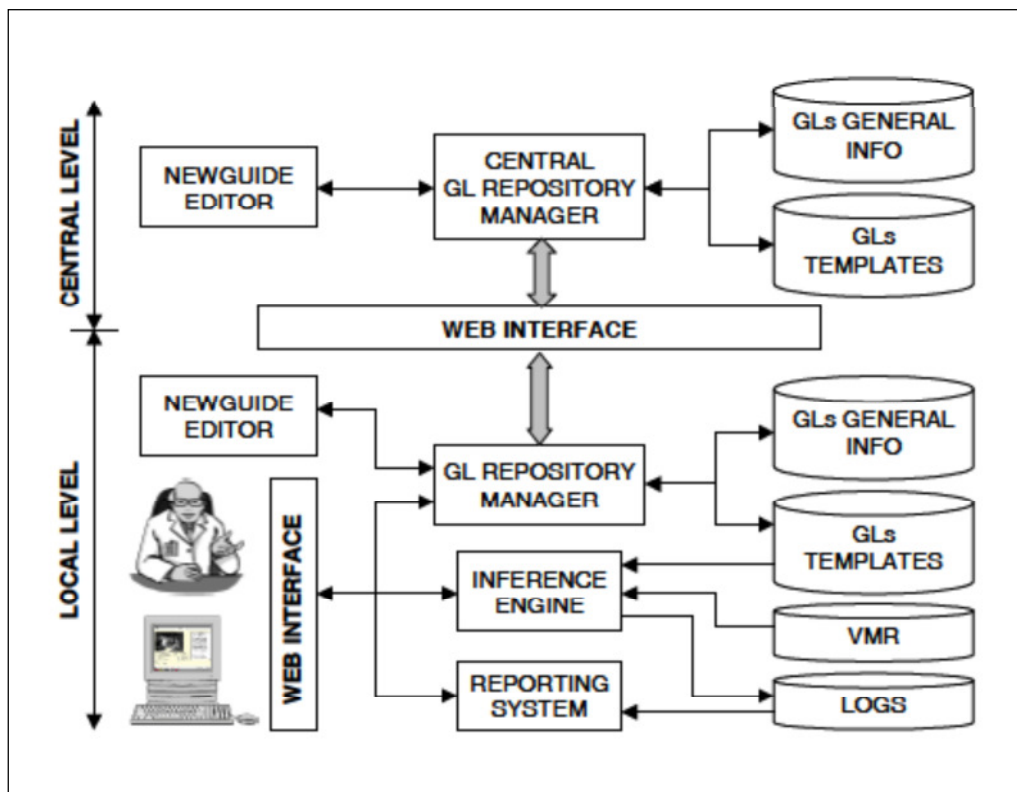 CENTRAL LEVEL
NEWGUIDE
EDITOR
CENTRAL
GL REPOSITORY
MANAGER
GLs GENERAL
INFO
GLs
TEMPLATES
WEB INTERFACE
LOCAL LEVEL
NEWGUIDE
EDITOR
GL REPOSITORY
MANAGER
GLs GENERAL
INFO
GLs
TEMPLATES
WEB INTERFACE
INFERENCE
ENGINE
VMR
REPORTING
SYSTEM
LOGS